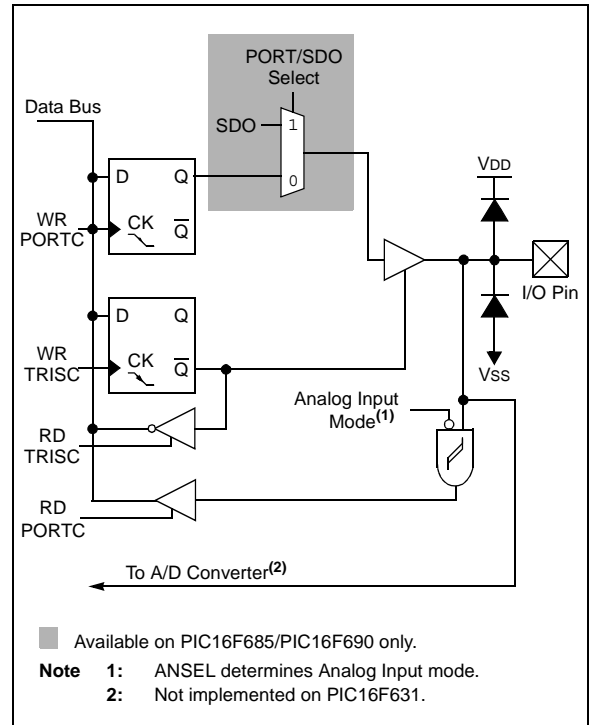 PORT/SDO
Select
Data Bus
SDO
1
0
VDD
D
Q
WR
PORTC
CK
Q
I/O Pin
D
Q
WR
TRISC
CK
Q
VSS
Analog Input
Mode(1)
RD
TRISC
RD
PORTC
To A/D Converter(2)
Available on PIC16F685/PIC16F690 only.
Note 1: ANSEL determines Analog Input mode.
2: Not implemented on PIC16F631.